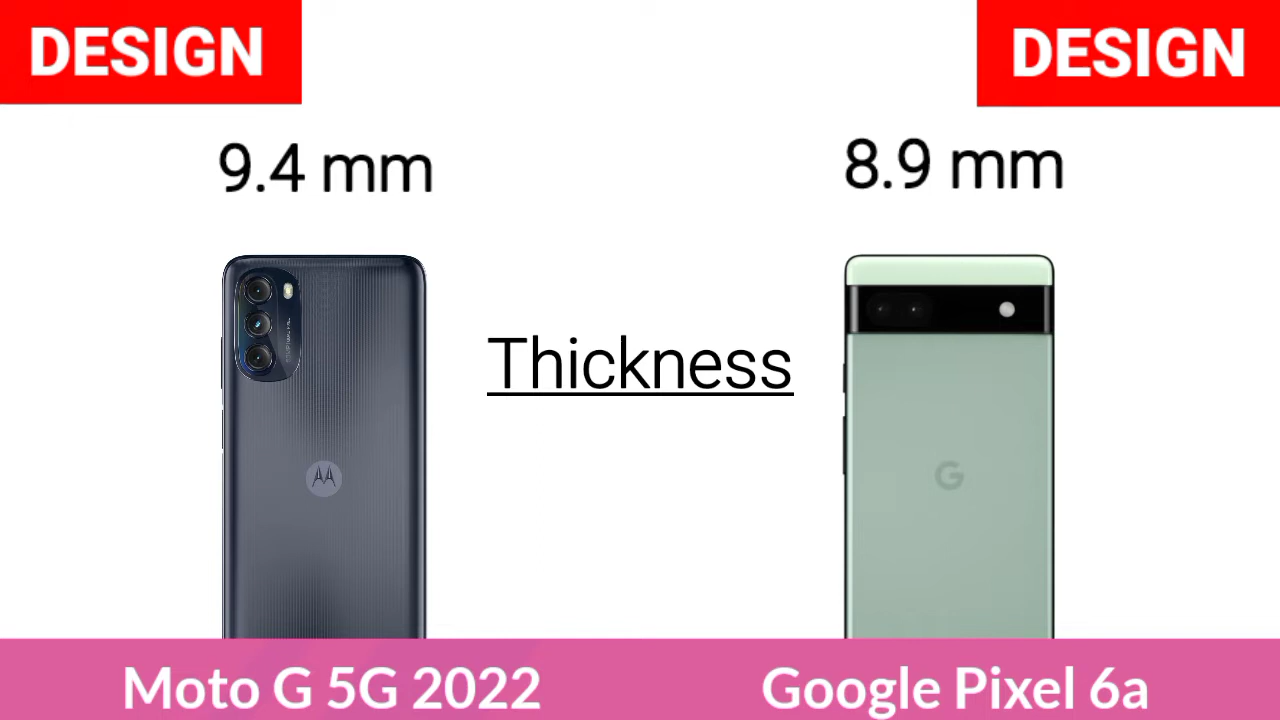 DESIGN
DESIGN
9.4 mm
8.9 mm
Thickness
G
Moto G 5G 2022
Google Pixel 6a